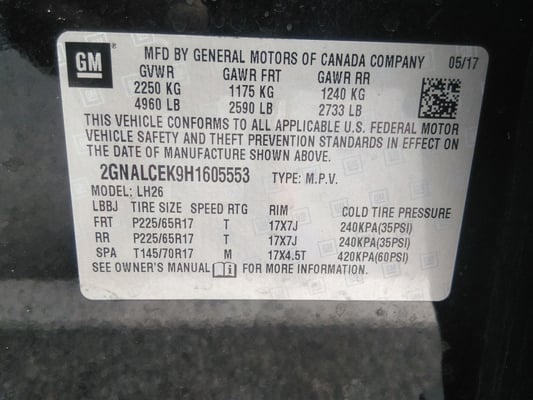 GM
MFD BY GENERAL MOTORS OF CANADA COMPANY 05/17
GVWR GAWR FRT GAWR RR
2250 KG 1175 KG 1240 KG
4960 LB 2590 LB 2733 LB
THIS VEHICLE CONFORMS TO ALL APPLICABLE U.S. FEDERAL MOTOR
VEHICLE SAFETY AND THEFT PREVENTION STANDARDS IN EFFECT ON
THE DATE OF MANUFACTURE SHOWN ABOVE.
2GNALCEK9H1605553 TYPE: M.P.V.
MODEL: LH26
LBBJ TIRE SIZE SPEED RTG RIM COLD TIRE PRESSURE
FRT P225/65R17 T 17X7J 240KPA(35PSI)
RR P225/65R17 T 17X7J 240KPA(35PSI)
SPA T145/70R17 M 17X4.5T 420KPA(60PSI)
SEE OWNER'S MANUAL FOR MORE INFORMATION.